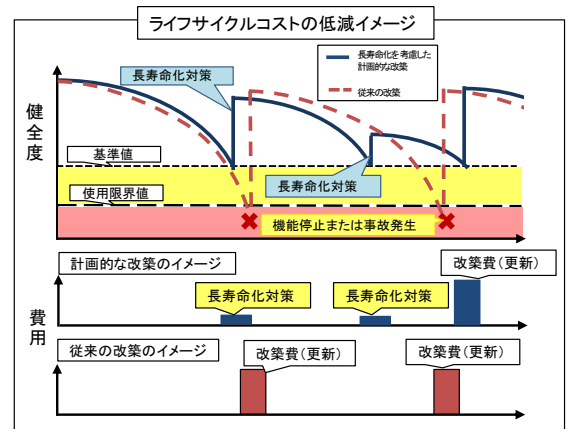 ライフサイクルコストの低減イメージ
長寿命化を考慮した
計画的な改築
従来の改築
長寿命化対策
健全度
基準値
長寿命化対策
使用限界値
機能停止または事故発生
計画的な改築のイメージ
改築費(更新)
長寿命化対策
長寿命化対策
費用
従来の改築のイメージ
改築費(更新)
改築費(更新)